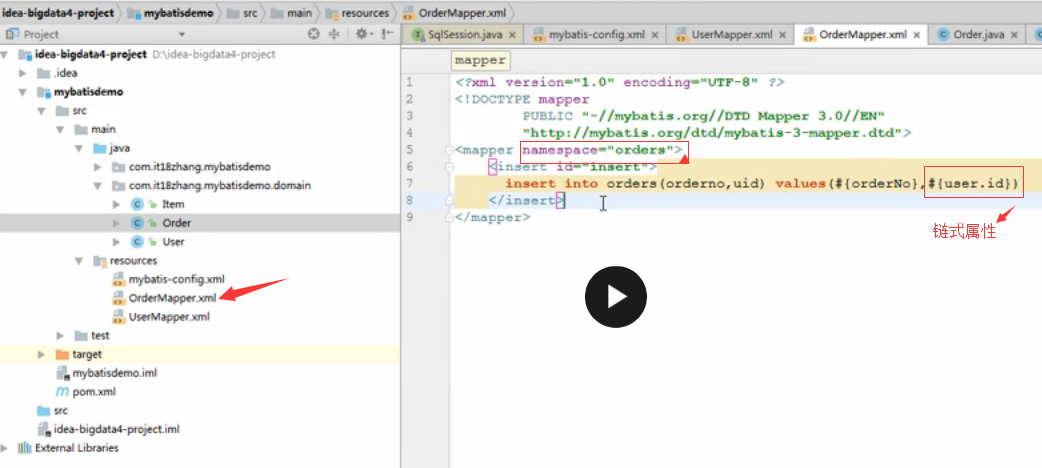 idea-bigdata4-project mybatisdemo src main resources OrderMapper.xml
Project
SqlSession.java mybatis-config.xml UserMapper.xml OrderMapper.xml Order.java
idea-bigdata4-project D:\idea-bigdata4-project
.idea
mybatisdemo
src
main
java
com.it18zhang.mybatisdemo
com.it18zhang.mybatisdemo.domain
Item
Order
User
resources
mybatis-config.xml
OrderMapper.xml
UserMapper.xml
test
target
mybatisdemo.iml
pom.xml
src
idea-bigdata4-project.iml
External Libraries
mapper
1 <?xml version="1.0" encoding="UTF-8" ?>
2 <!DOCTYPE mapper
3 PUBLIC "-//mybatis.org//DTD Mapper 3.0//EN"
4 "http://mybatis.org/dtd/mybatis-3-mapper.dtd">
5 <mapper namespace="orders">
6 <insert id="insert">
7 insert into orders(orderno,uid) values(#{orderNo},#{user.id})
8 </insert>
9 </mapper>
链式属性